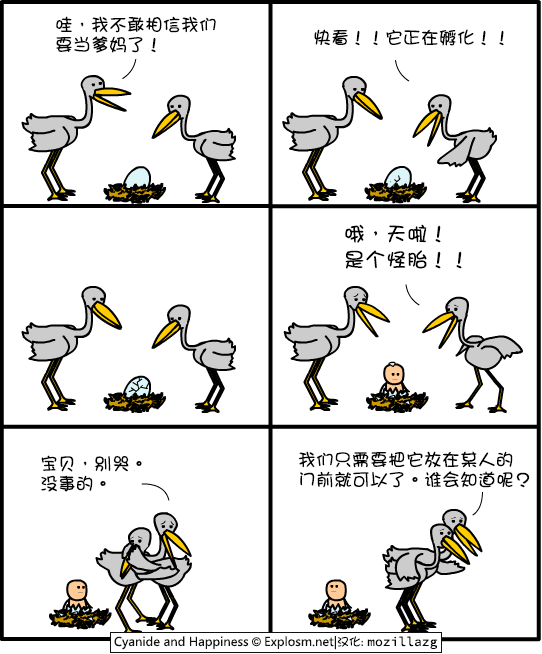 哇，我不敢相信我们
要当爹妈了！
快看！！它正在孵化！！
哦，天啦！
是个怪胎！！
宝贝，别哭。
没事的。
我们只需要把它放在某人的
门前就可以了。谁会知道呢？
Cyanide and Happiness © Explosm.net|汉化: mozillazg